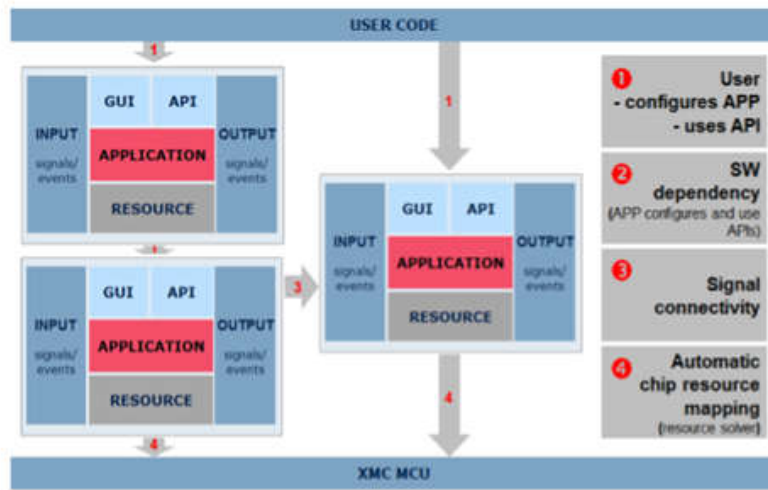 USER CODE
1
1
GUI
API
INPUT
OUTPUT
signals/
events
signals/
events
APPLICATION
RESOURCE
GUI
API
INPUT
OUTPUT
signals/
events
signals/
events
APPLICATION
RESOURCE
3
GUI
API
INPUT
OUTPUT
signals/
events
signals/
events
APPLICATION
RESOURCE
4
4
XMC MCU
1
User
- configures APP
- uses API
2
SW
dependency
(APP configures and use
APIs)
3
Signal
connectivity
4
Automatic
chip resource
mapping
(resource solver)